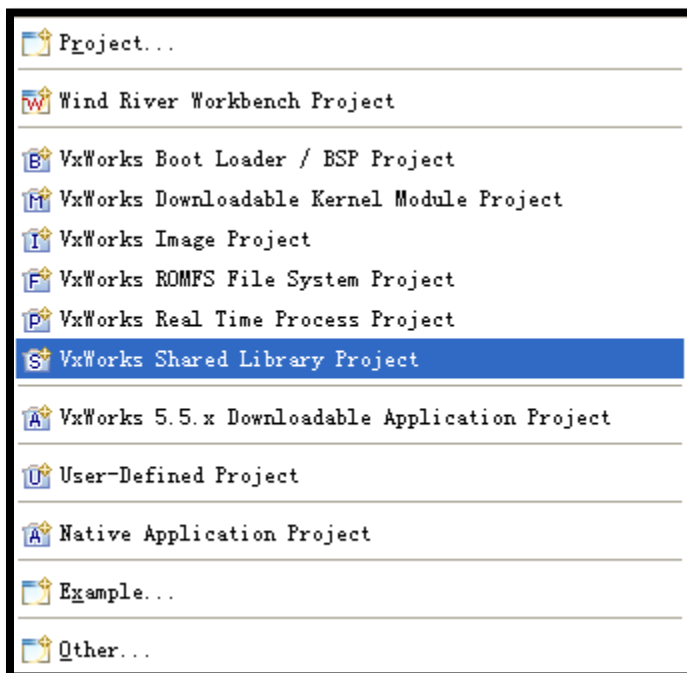 Project...
Wind River Workbench Project
VxWorks Boot Loader / BSP Project
VxWorks Downloadable Kernel Module Project
VxWorks Image Project
VxWorks ROMFS File System Project
VxWorks Real Time Process Project
VxWorks Shared Library Project
VxWorks 5.5.x Downloadable Application Project
User-Defined Project
Native Application Project
Example...
Other...